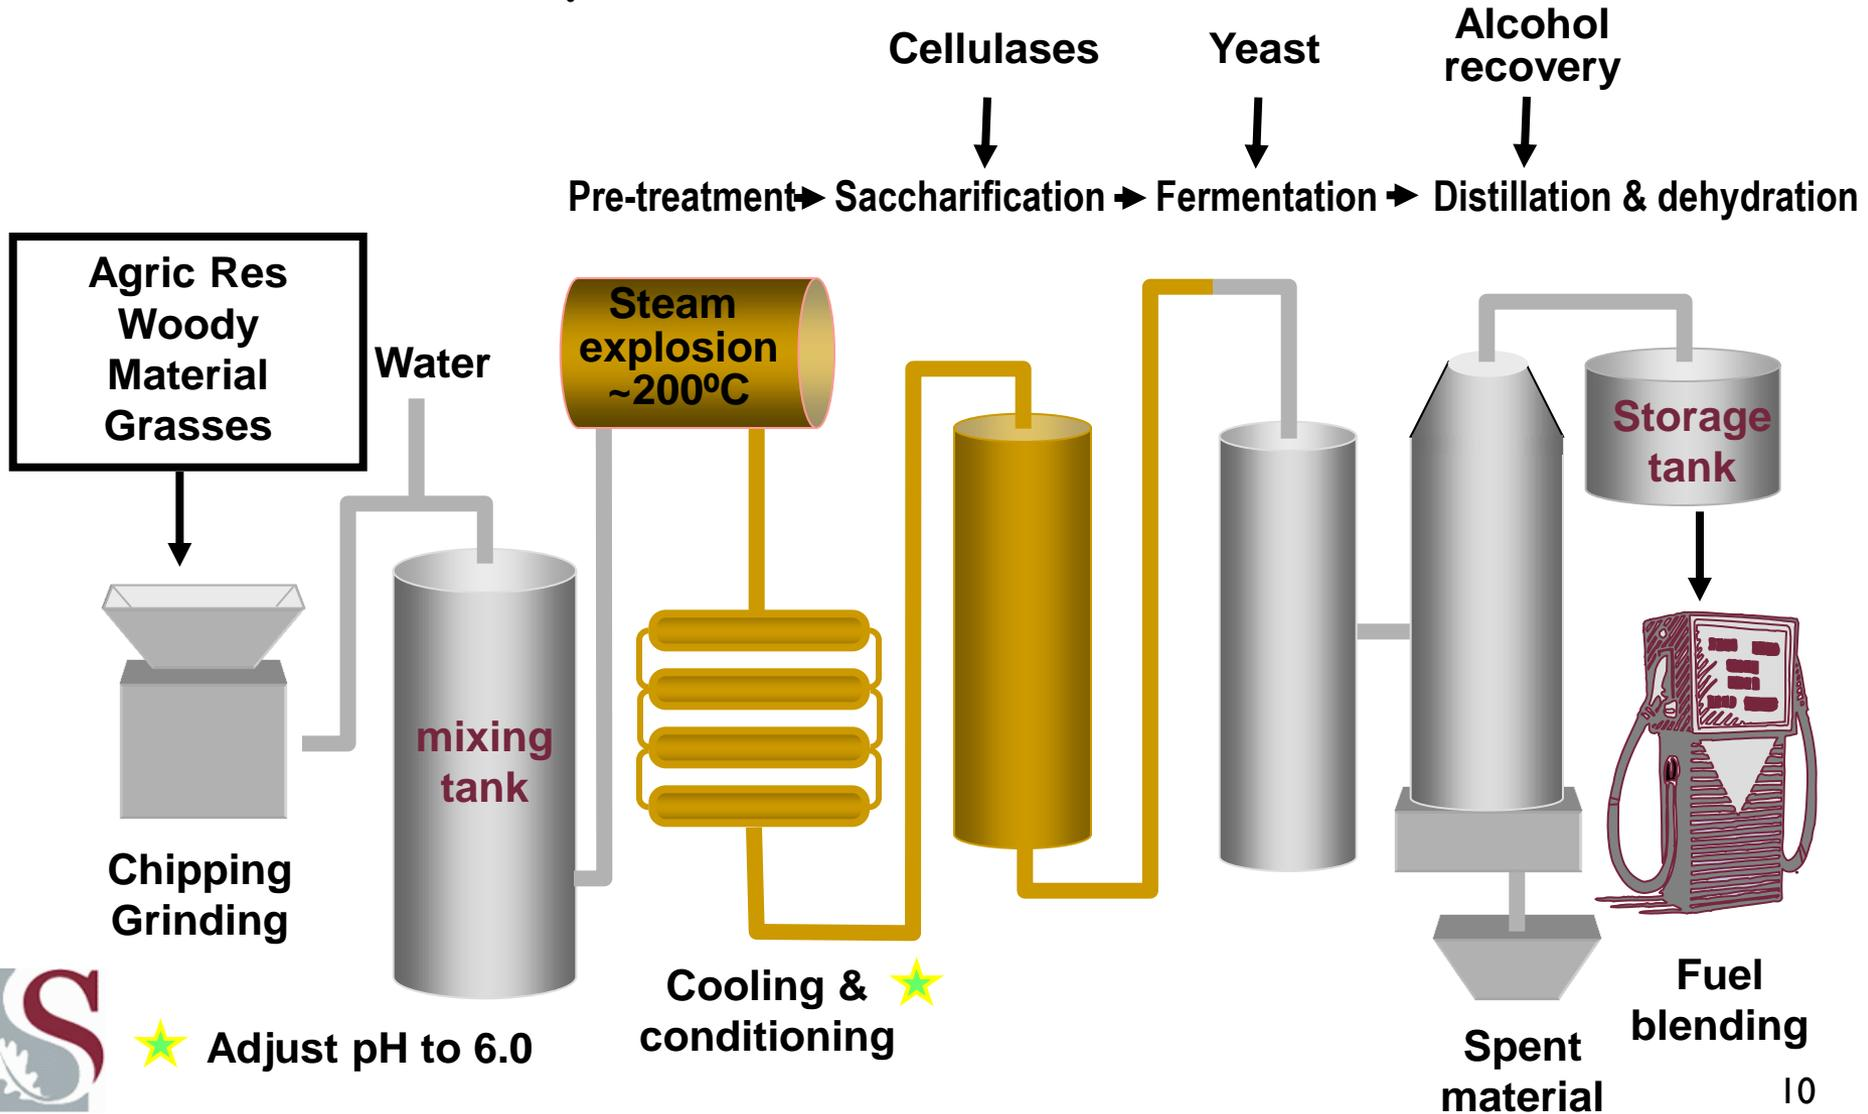 Cellulases
Yeast
Alcohol
recovery
Pre-treatment
Saccharification
Fermentation
Distillation & dehydration
Agric Res
Woody
Material
Grasses
Water
Steam
explosion
~200ºC
Storage
tank
mixing
tank
Chipping
Grinding
Cooling &
conditioning
Adjust pH to 6.0
Spent
material
Fuel
blending
S
10